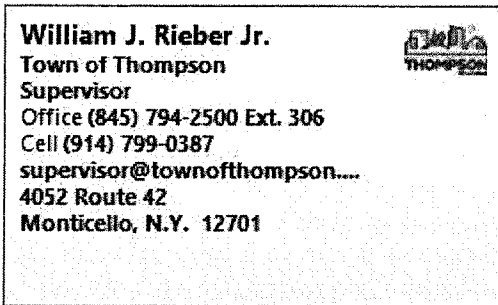 William J. Rieber Jr.
Town of Thompson
Supervisor
Office (845) 794-2500 Ext. 306
Cell (914) 799-0387
supervisor@townofthompson....
4052 Route 42
Monticello, N.Y.  12701
THOMPSON